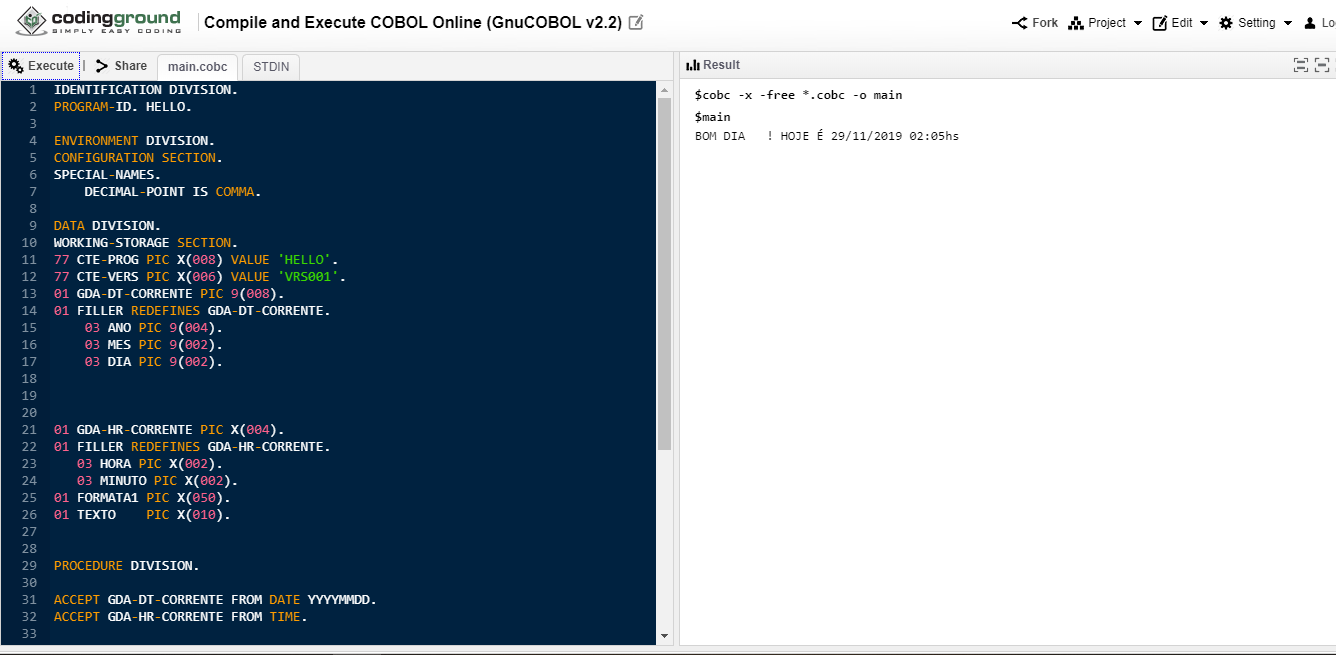 codingground
SIMPLY EASY CODING
Compile and Execute COBOL Online (GnuCOBOL v2.2)
Fork Project Edit Setting Lo
Execute | Share main.cobc STDIN
1 IDENTIFICATION DIVISION.
2 PROGRAM-ID. HELLO.
3
4 ENVIRONMENT DIVISION.
5 CONFIGURATION SECTION.
6 SPECIAL-NAMES.
7     DECIMAL-POINT IS COMMA.
8
9 DATA DIVISION.
10 WORKING-STORAGE SECTION.
11 77 CTE-PROG PIC X(008) VALUE 'HELLO'.
12 77 CTE-VERS PIC X(006) VALUE 'VRS001'.
13 01 GDA-DT-CORRENTE PIC 9(008).
14 01 FILLER REDEFINES GDA-DT-CORRENTE.
15     03 ANO PIC 9(004).
16     03 MES PIC 9(002).
17     03 DIA PIC 9(002).
18
19
20
21 01 GDA-HR-CORRENTE PIC X(004).
22 01 FILLER REDEFINES GDA-HR-CORRENTE.
23    03 HORA PIC X(002).
24    03 MINUTO PIC X(002).
25 01 FORMATA1 PIC X(050).
26 01 TEXTO    PIC X(010).
27
28
29 PROCEDURE DIVISION.
30
31 ACCEPT GDA-DT-CORRENTE FROM DATE YYYYMMDD.
32 ACCEPT GDA-HR-CORRENTE FROM TIME.
33
Result
$cobc -x -free *.cobc -o main
$main
BOM DIA   ! HOJE É 29/11/2019 02:05hs